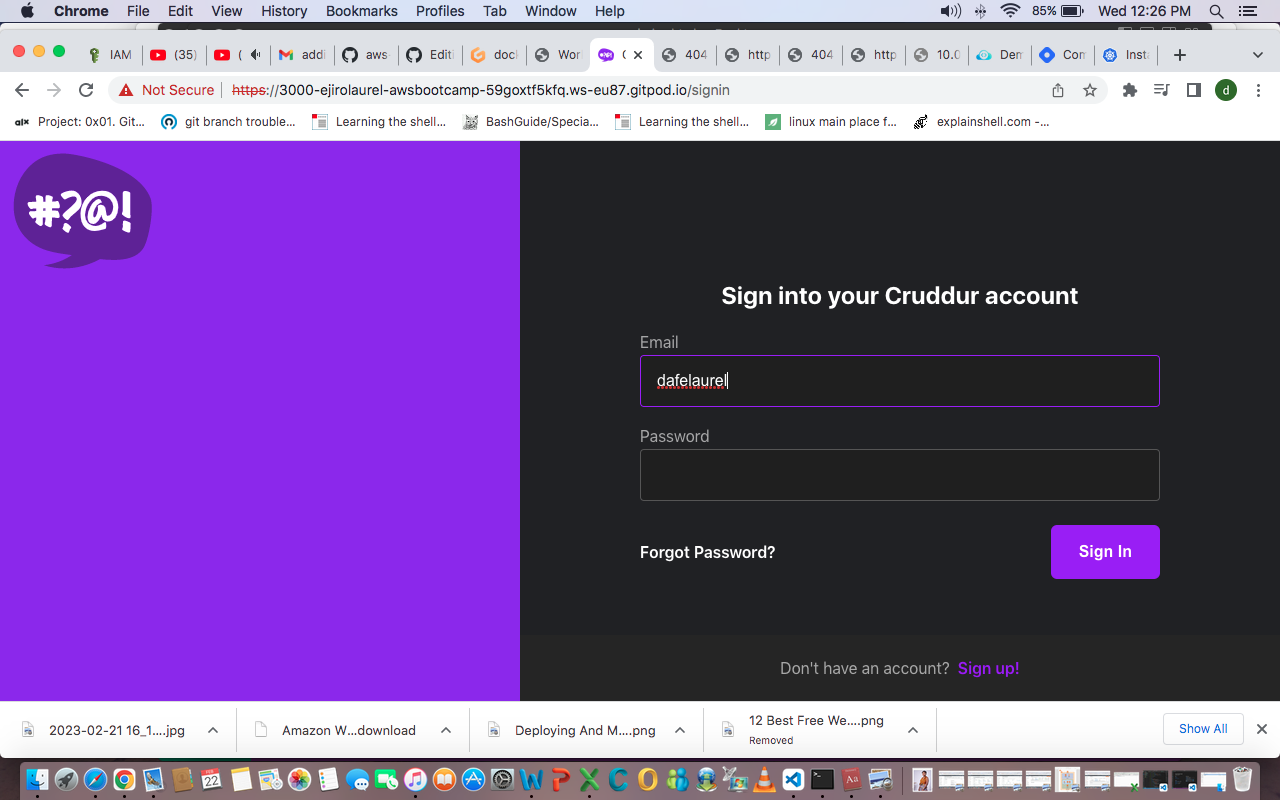 Chrome File Edit View History Bookmarks Profiles Tab Window Help 85% Wed 12:26 PM
IAM (35) ( addi aws Editi docl Wor C 404 http 404 http 10.0 Dem Con Insta
Not Secure https://3000-ejirolaurel-awsbootcamp-59goxtf5kfq.ws-eu87.gitpod.io/signin d
alx Project: 0x01. Git... git branch trouble... Learning the shell... BashGuide/Specia... Learning the shell... linux main place f... explainshell.com -...
#?@!
Sign into your Cruddur account
Email
dafelaurel
Password
Forgot Password? Sign In
Don't have an account? Sign up!
2023-02-21 16_1....jpg Amazon W...download Deploying And M....png 12 Best Free We....png
Removed
Show All
FEB
22